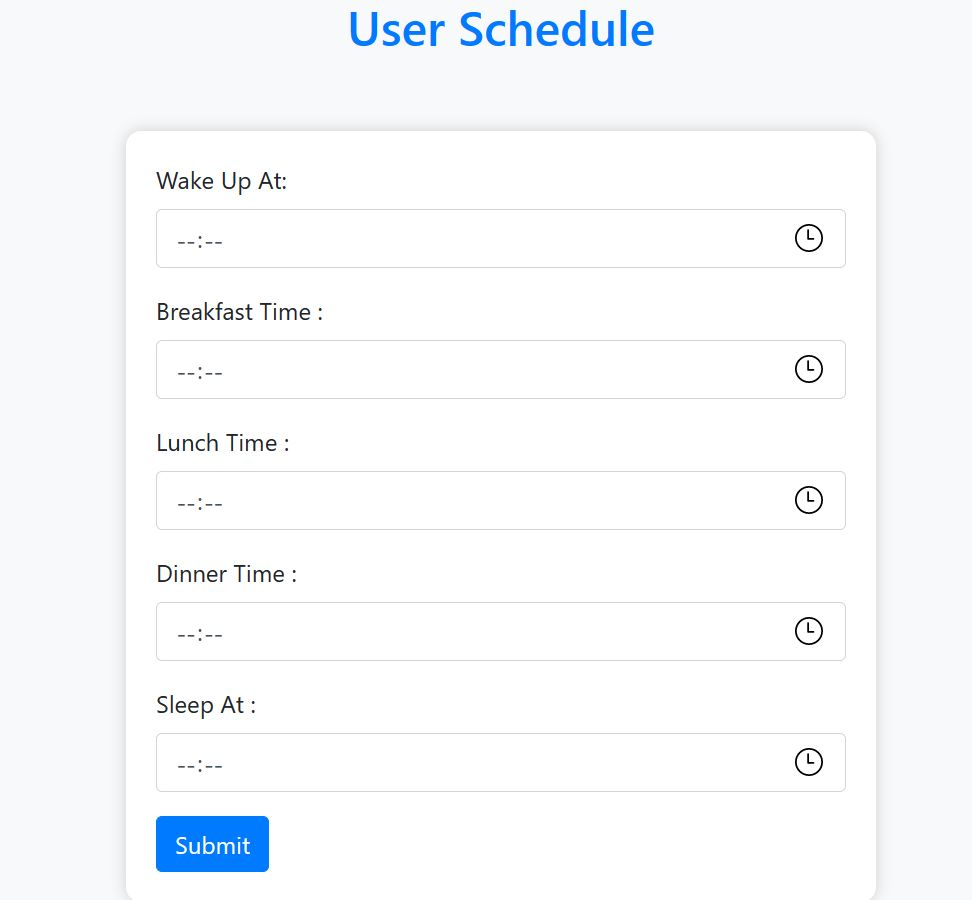 User Schedule
Wake Up At:
--:--
Breakfast Time :
--:--
Lunch Time :
--:--
Dinner Time :
--:--
Sleep At :
--:--
Submit